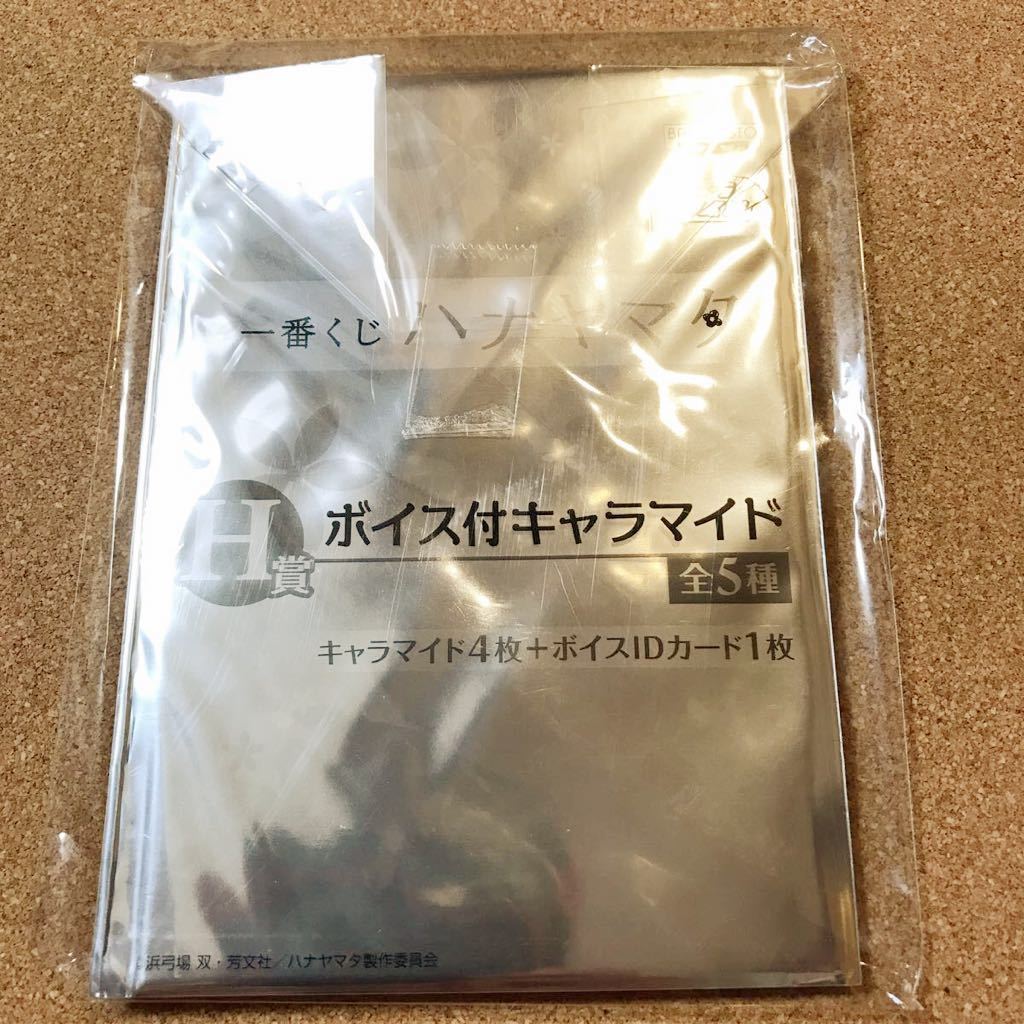 一番くじ ハナヤマタ
H賞
ボイス付キャラマイド
全5種
キャラマイド4枚+ボイスIDカード1枚
©浜弓場 双・芳文社/ハナヤマタ製作委員会